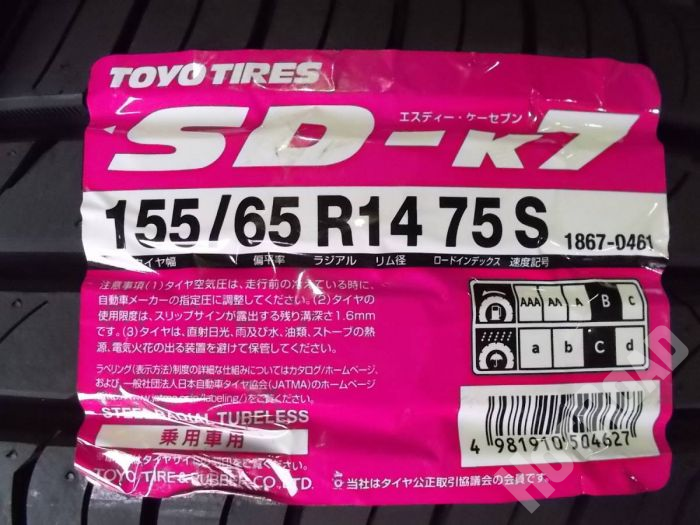 TOYO TIRES
エスディー・ケーセブン
SD-K7
155/65 R14 75 S 1867-0461
タイヤ幅 偏平率 ラジアル リム径 ロードインデックス 速度記号
注意事項(1)タイヤ空気圧は、走行前の冷えている時に、
自動車メーカーの指定圧に調整してください。(2)タイヤの
使用限度は、スリップサインが露出する残り溝深さ1.6mm
です。(3)タイヤは、直射日光、雨及び水、油類、ストーブの熱
源、電気火花の出る装置を避けて保管してください。
ラベリング(表示方法)制度の詳細な仕組みについてはカタログ/ホームページ、
および、一般社団法人日本自動車タイヤ協会(JATMA)のホームページ
(http://www.jatma.or.jp/labeling/)をご覧ください。
STEEL RADIAL TUBELESS
乗用車用
TOYO TIRE & RUBBER CO., LTD.
AAA AA A B C
a b C d
4 981910 504627
当社はタイヤ公正取引協議会の会員です。